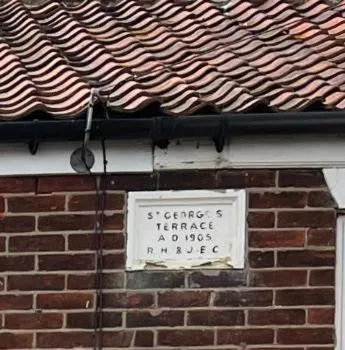 ST GEORGES
TERRACE
A D 1905
R.H & J.E.C